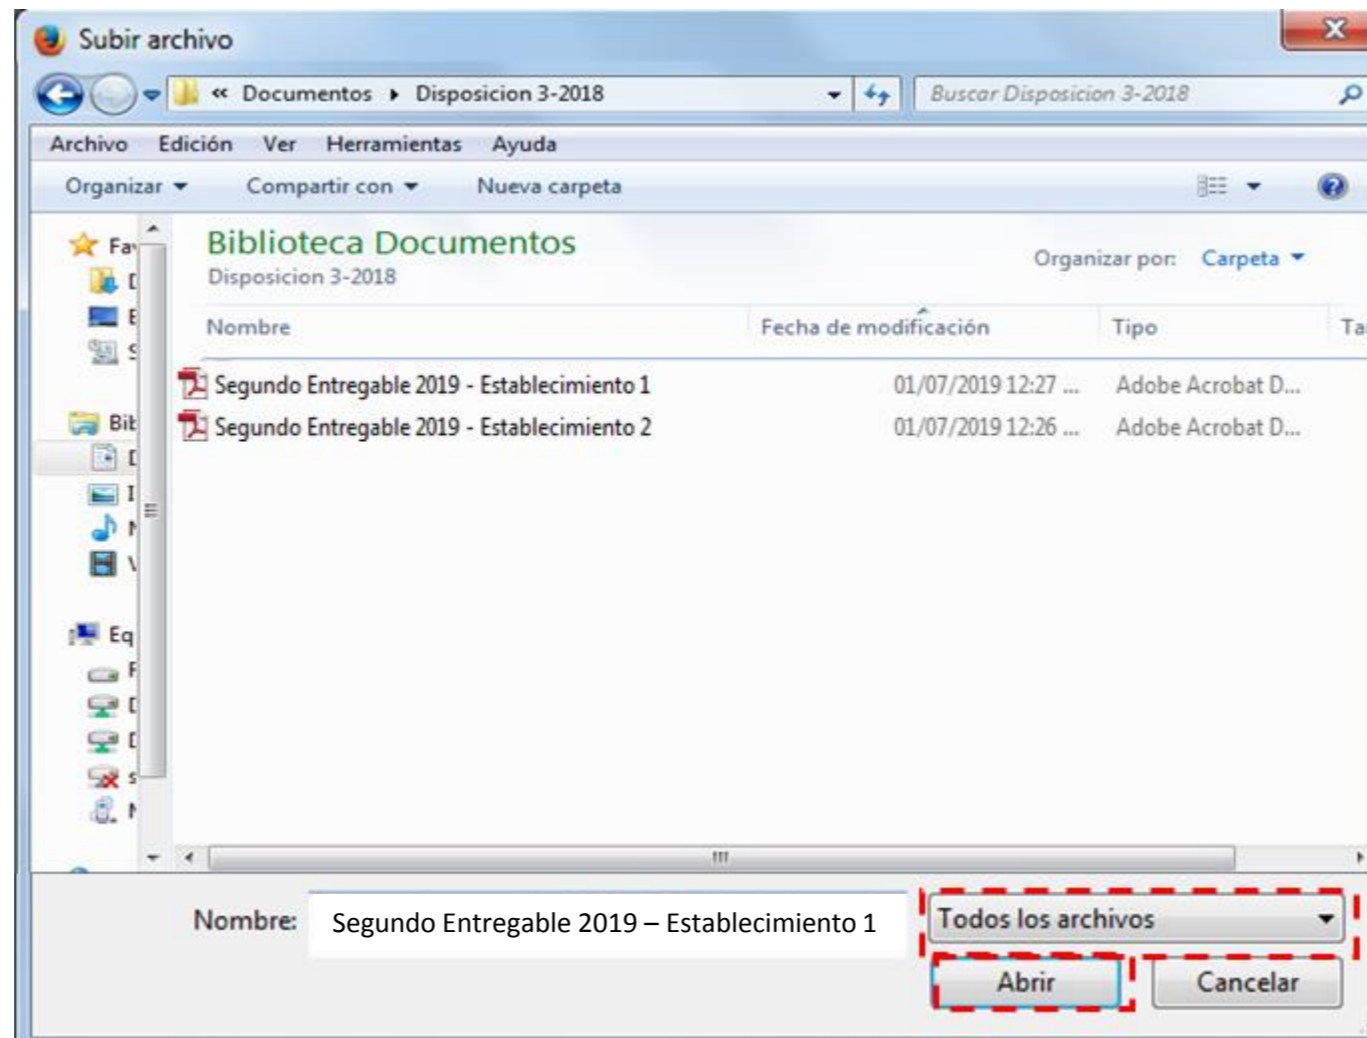 Subir archivo
« Documentos Disposicion 3-2018 Buscar Disposicion 3-2018
Archivo Edición Ver Herramientas Ayuda
Organizar Compartir con Nueva carpeta
Biblioteca Documentos
Disposicion 3-2018
Organizar por: Carpeta
Nombre Fecha de modificación Tipo
Segundo Entregable 2019 - Establecimiento 1 01/07/2019 12:27 ... Adobe Acrobat D...
Segundo Entregable 2019 - Establecimiento 2 01/07/2019 12:26 ... Adobe Acrobat D...
Nombre: Segundo Entregable 2019 – Establecimiento 1 Todos los archivos
Abrir Cancelar